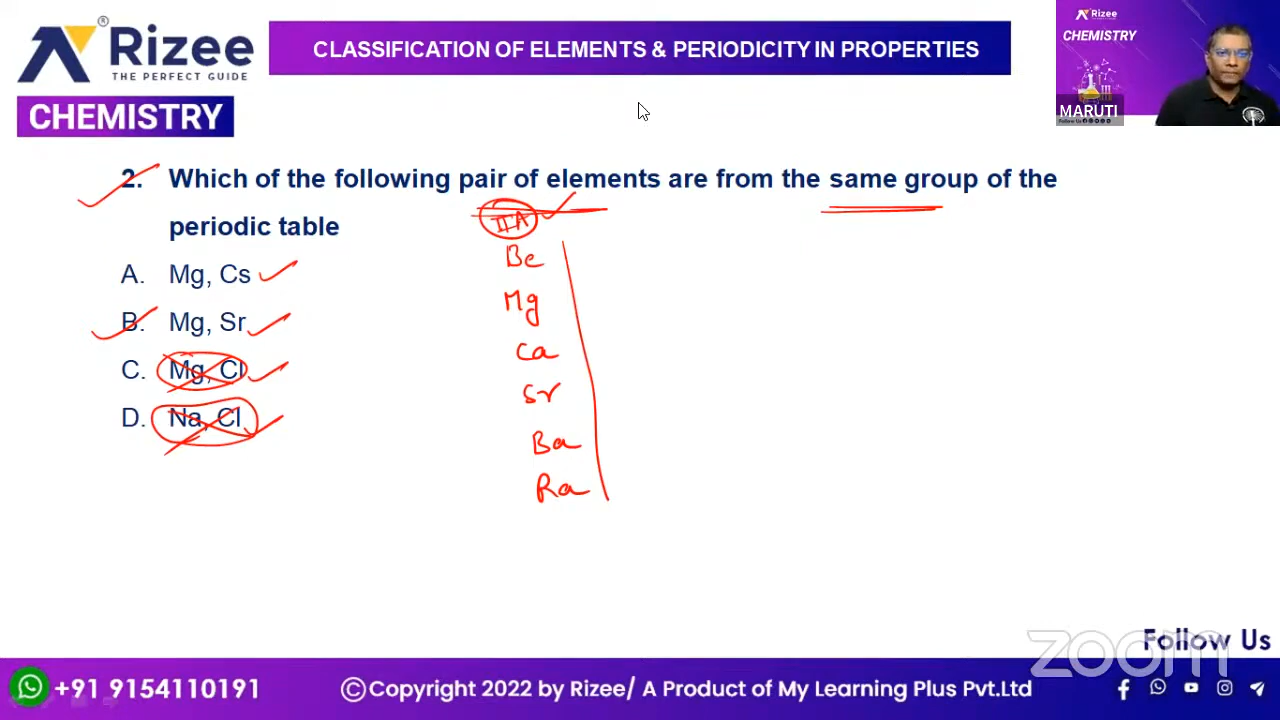 Rizee®
THE PERFECT GUIDE
CHEMISTRY
CLASSIFICATION OF ELEMENTS & PERIODICITY IN PROPERTIES
Rizee
CHEMISTRY
MARUTI
Follow Us
2. Which of the following pair of elements are from the same group of the
periodic table
A. Mg, Cs
B. Mg, Sr
C. Mg, Cl
D. Na, Cl
IIA
Be
Mg
Ca
Sr
Ba
Ra
Follow Us
zoom
+91 9154110191
©Copyright 2022 by Rizee/ A Product of My Learning Plus Pvt.Ltd